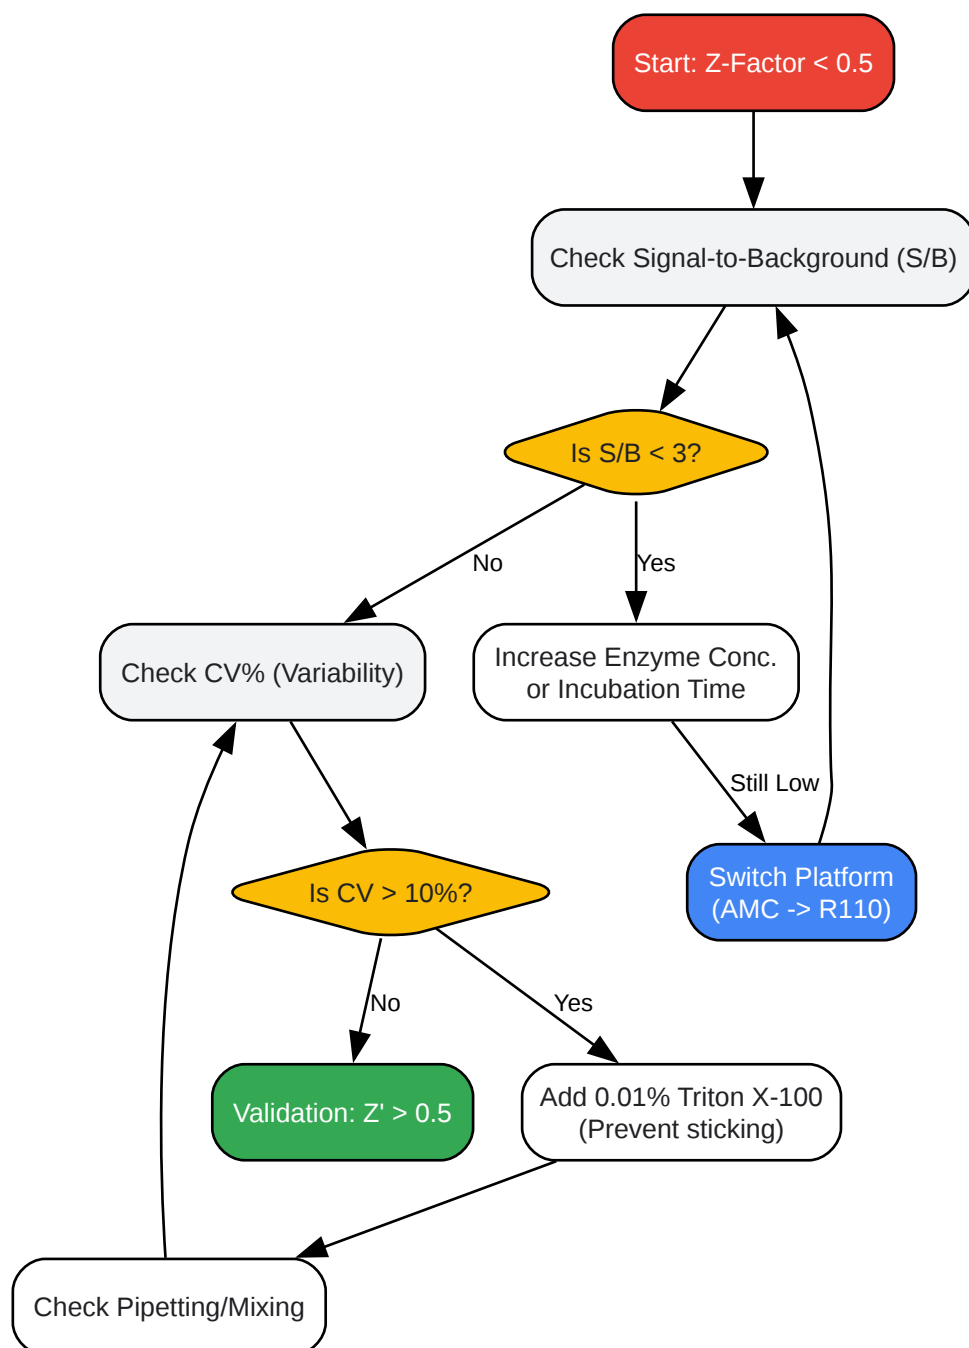 Start: Z-Factor < 0.5
Check Signal-to-Background (S/B)
Is S/B < 3?
No
Yes
Check CV% (Variability)
Increase Enzyme Conc.
or Incubation Time
Still Low
Switch Platform
(AMC -> R110)
Is CV > 10%?
No
Yes
Validation: Z' > 0.5
Add 0.01% Triton X-100
(Prevent sticking)
Check Pipetting/Mixing